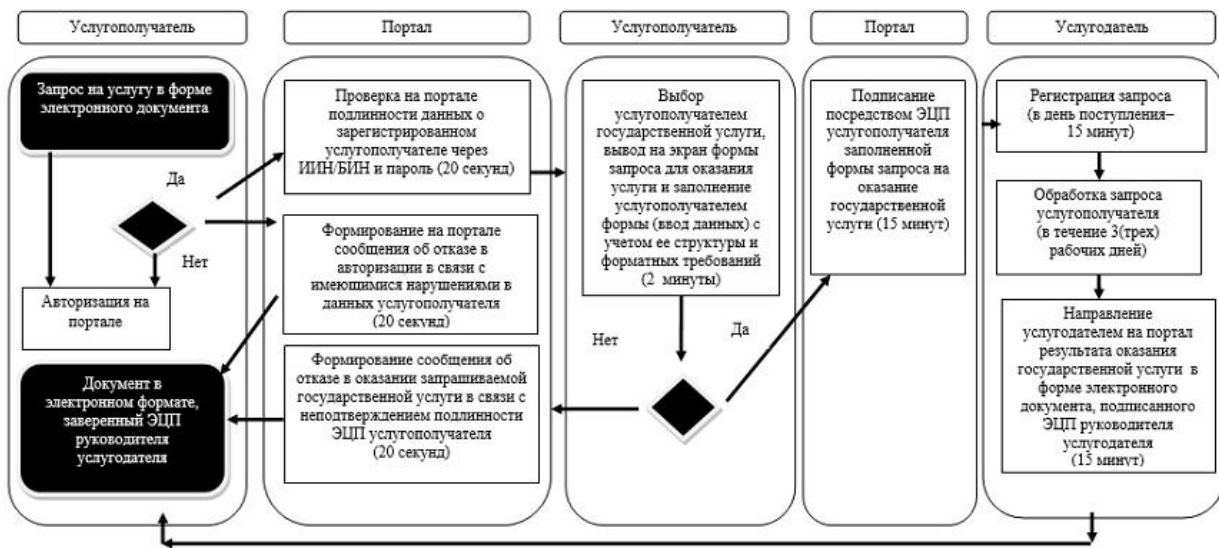 Услугополучатель
Портал
Услугополучатель
Портал
Услугодатель
Запрос на услугу в форме
электронного документа
Да
Нет
Авторизация на
портале
Документ в
электронном формате,
заверенный ЭЦП
руководителя
услугодателя
Проверка на портале
подлинности данных о
зарегистрированном
услугополучателе через
ИИН/БИН и пароль (20 секунд)
Формирование на портале
сообщения об отказе в
авторизации в связи с
имеющимися нарушениями в
данных услугополучателя
(20 секунд)
Формирование сообщения об
отказе в оказании запрашиваемой
государственной услуги в связи с
неподтверждением подлинности
ЭЦП услугополучателя
(20 секунд)
Выбор
услугополучателем
государственной услуги,
вывод на экран формы
запроса для оказания
услуги и заполнение
услугополучателем
формы (ввод данных) с
учетом ее структуры и
форматных требований
(2 минуты)
Нет
Да
Подписание
посредством ЭЦП
услугополучателя
заполненной
формы запроса на
оказание
государственной
услуги (15 минут)
Регистрация запроса
(в день поступления–
15 минут)
Обработка запроса
услугополучателя
(в течение 3(трех)
рабочих дней)
Направление
услугодателем на портал
результата оказания
государственной услуги в
форме электронного
документа, подписанного
ЭЦП руководителя
услугодателя
(15 минут)